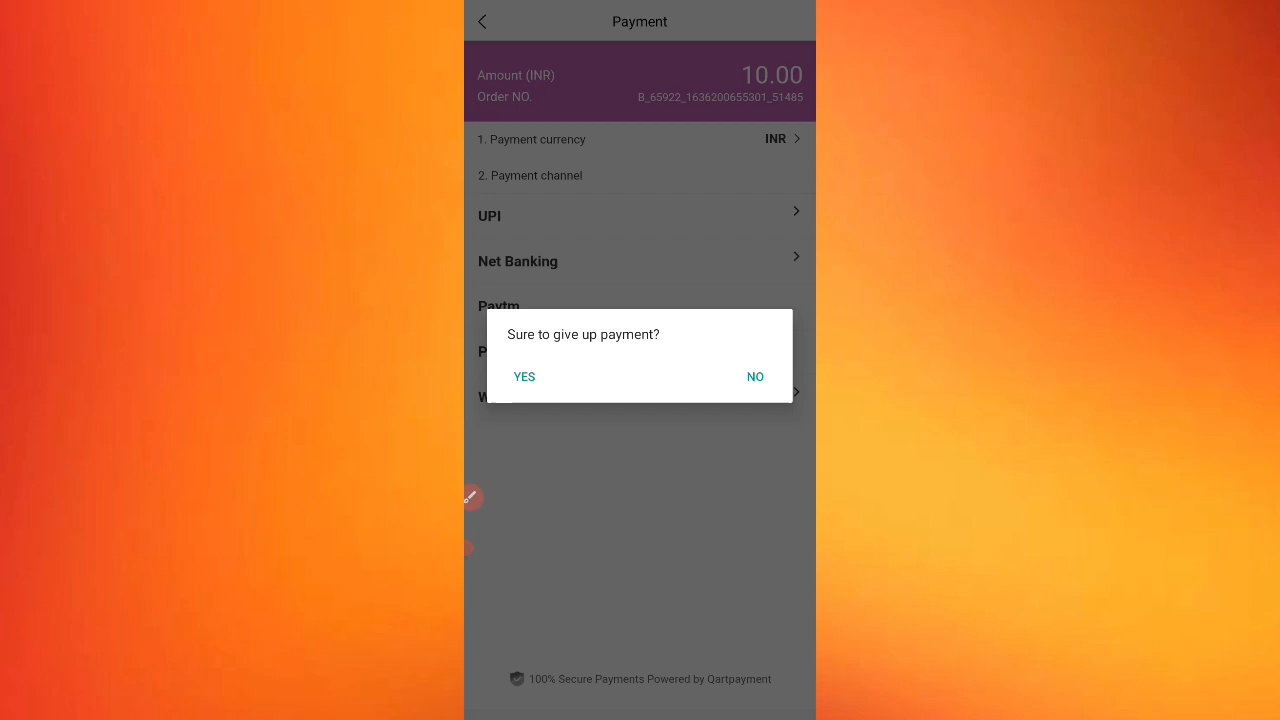 Payment
Amount (INR) 10.00
Order NO. B_65922_1636200655301_51485
1. Payment currency INR
2. Payment channel
UPI
Net Banking
Paytm
Sure to give up payment?
YES NO
100% Secure Payments Powered by Qartpayment